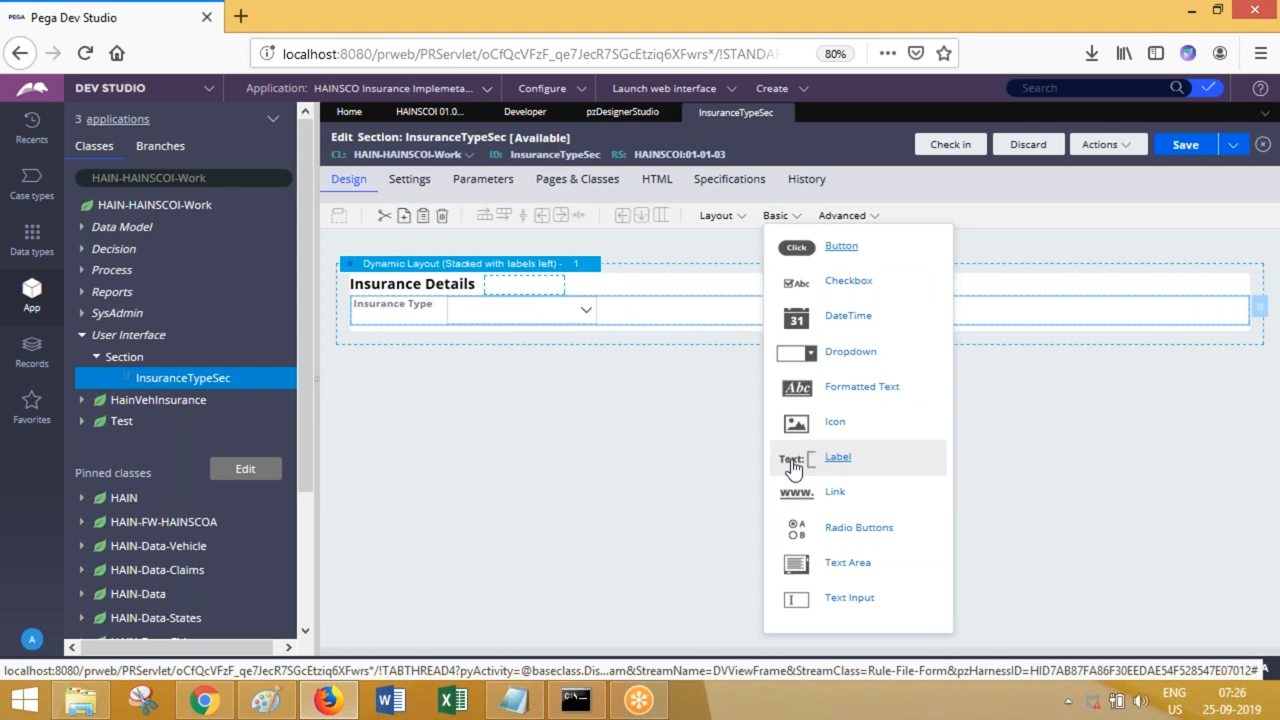 PEGA Pega Dev Studio
localhost:8080/prweb/PRServlet/oCfQcVFzF_qe7JecR7SGcEtziq6XFwrs*/!STANDAR
80%
DEV STUDIO
Application: HAINSCO Insurance Implemeta...
Configure
Launch web interface
Create
Search
Recents
Case types
Data types
App
Records
Favorites
A
3 applications
Classes
Branches
HAIN-HAINSCOI-Work
HAIN-HAINSCOI-Work
Data Model
Decision
Process
Reports
SysAdmin
User Interface
Section
InsuranceTypeSec
HainVehInsurance
Test
Pinned classes
Edit
HAIN
HAIN-FW-HAINSCOA
HAIN-Data-Vehicle
HAIN-Data-Claims
HAIN-Data
HAIN-Data-States
Home
HAINSCOI 01.0...
Developer
pzDesignerStudio
InsuranceTypeSec
Edit Section: InsuranceTypeSec [Available]
CL: HAIN-HAINSCOI-Work ID: InsuranceTypeSec RS: HAINSCOI:01-01-03
Check in
Discard
Actions
Save
Design
Settings
Parameters
Pages & Classes
HTML
Specifications
History
Layout
Basic
Advanced
Dynamic Layout (Stacked with labels left) - 1
Insurance Details
Insurance Type
Click Button
Abc Checkbox
31 DateTime
Dropdown
Abc Formatted Text
Icon
Text: Label
www. Link
A B Radio Buttons
Text Area
Text Input
localhost:8080/prweb/PRServlet/oCfQcVFzF_qe7JecR7SGcEtziq6XFwrs*/!TABTHREAD4?pyActivity=@baseclass.Dis...am&StreamName=DVViewFrame&StreamClass=Rule-File-Form&pzHarnessID=HID7AB87FA86F30EEDAE54F528547E07012#
ENG
US
07:26
25-09-2019